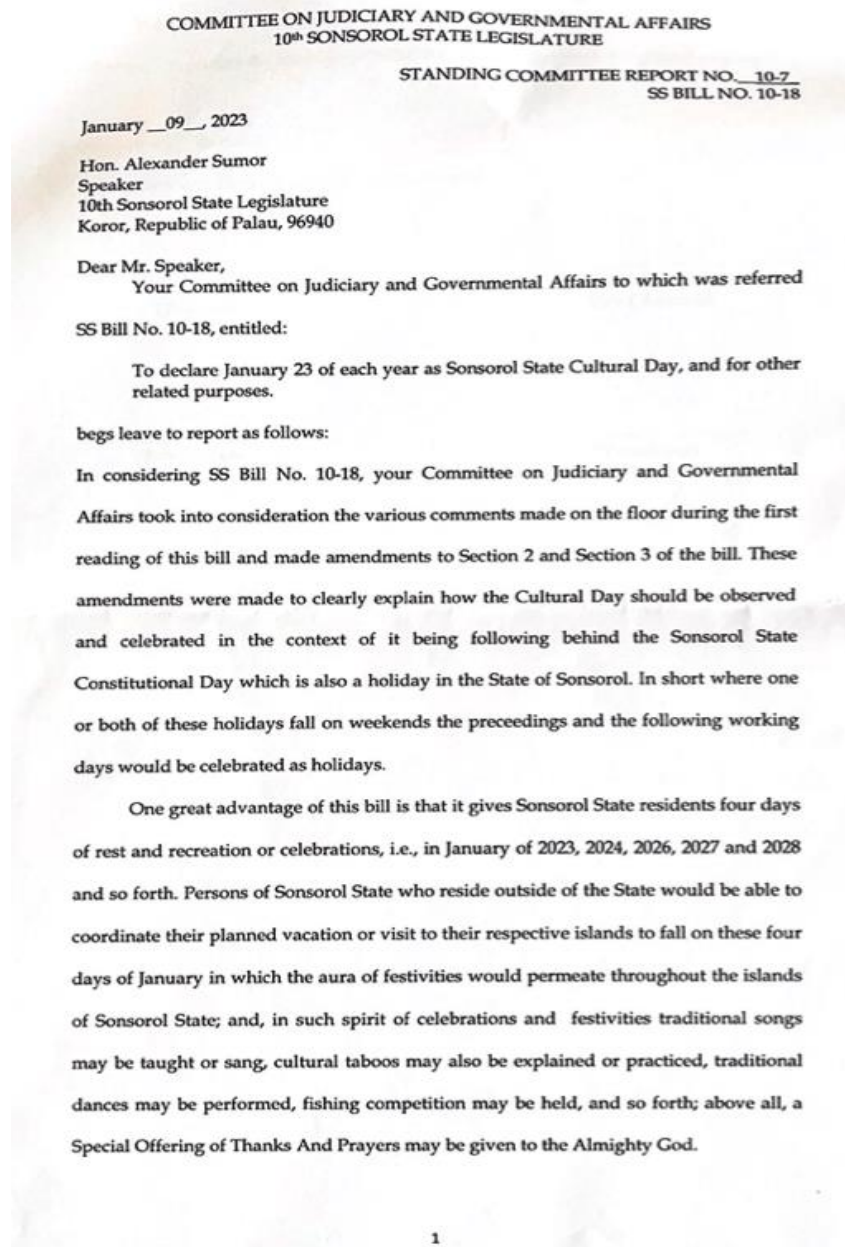 COMMITTEE ON JUDICIARY AND GOVERNMENTAL AFFAIRS
10th SONSOROL STATE LEGISLATURE
STANDING COMMITTEE REPORT NO. 10-7
SS BILL NO. 10-18
January __09__, 2023
Hon. Alexander Sumor
Speaker
10th Sonsorol State Legislature
Koror, Republic of Palau, 96940
Dear Mr. Speaker,
Your Committee on Judiciary and Governmental Affairs to which was referred
SS Bill No. 10-18, entitled:
To declare January 23 of each year as Sonsorol State Cultural Day, and for other
related purposes.
begs leave to report as follows:
In considering SS Bill No. 10-18, your Committee on Judiciary and Governmental
Affairs took into consideration the various comments made on the floor during the first
reading of this bill and made amendments to Section 2 and Section 3 of the bill. These
amendments were made to clearly explain how the Cultural Day should be observed
and celebrated in the context of it being following behind the Sonsorol State
Constitutional Day which is also a holiday in the State of Sonsorol. In short where one
or both of these holidays fall on weekends the preceedings and the following working
days would be celebrated as holidays.
One great advantage of this bill is that it gives Sonsorol State residents four days
of rest and recreation or celebrations, i.e., in January of 2023, 2024, 2026, 2027 and 2028
and so forth. Persons of Sonsorol State who reside outside of the State would be able to
coordinate their planned vacation or visit to their respective islands to fall on these four
days of January in which the aura of festivities would permeate throughout the islands
of Sonsorol State; and, in such spirit of celebrations and festivities traditional songs
may be taught or sang, cultural taboos may also be explained or practiced, traditional
dances may be performed, fishing competition may be held, and so forth; above all, a
Special Offering of Thanks And Prayers may be given to the Almighty God.
1